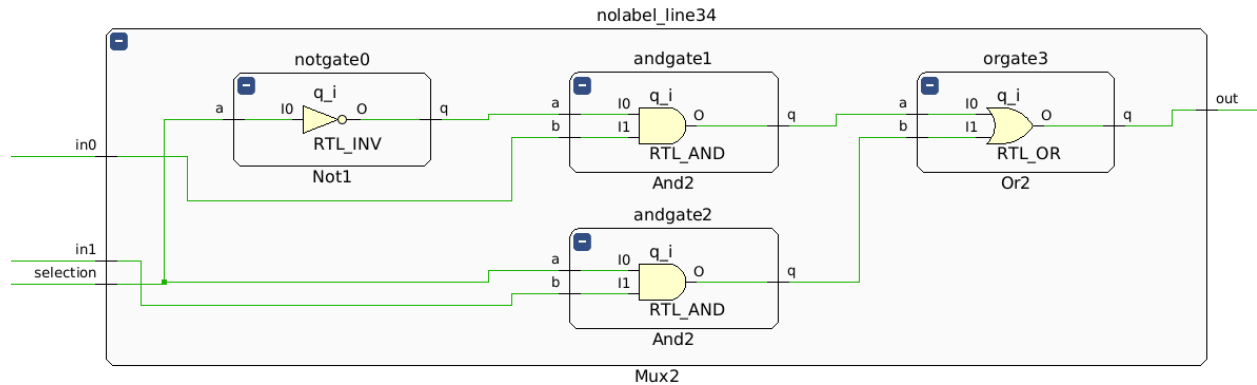 nolabel_line34
notgate0
a
I0
q_i
O
q
RTL_INV
Not1
andgate1
a
b
I0
I1
q_i
O
q
RTL_AND
And2
orgate3
a
b
I0
I1
q_i
O
q
RTL_OR
Or2
out
in0
in1
selection
andgate2
a
b
I0
I1
q_i
O
q
RTL_AND
And2
Mux2